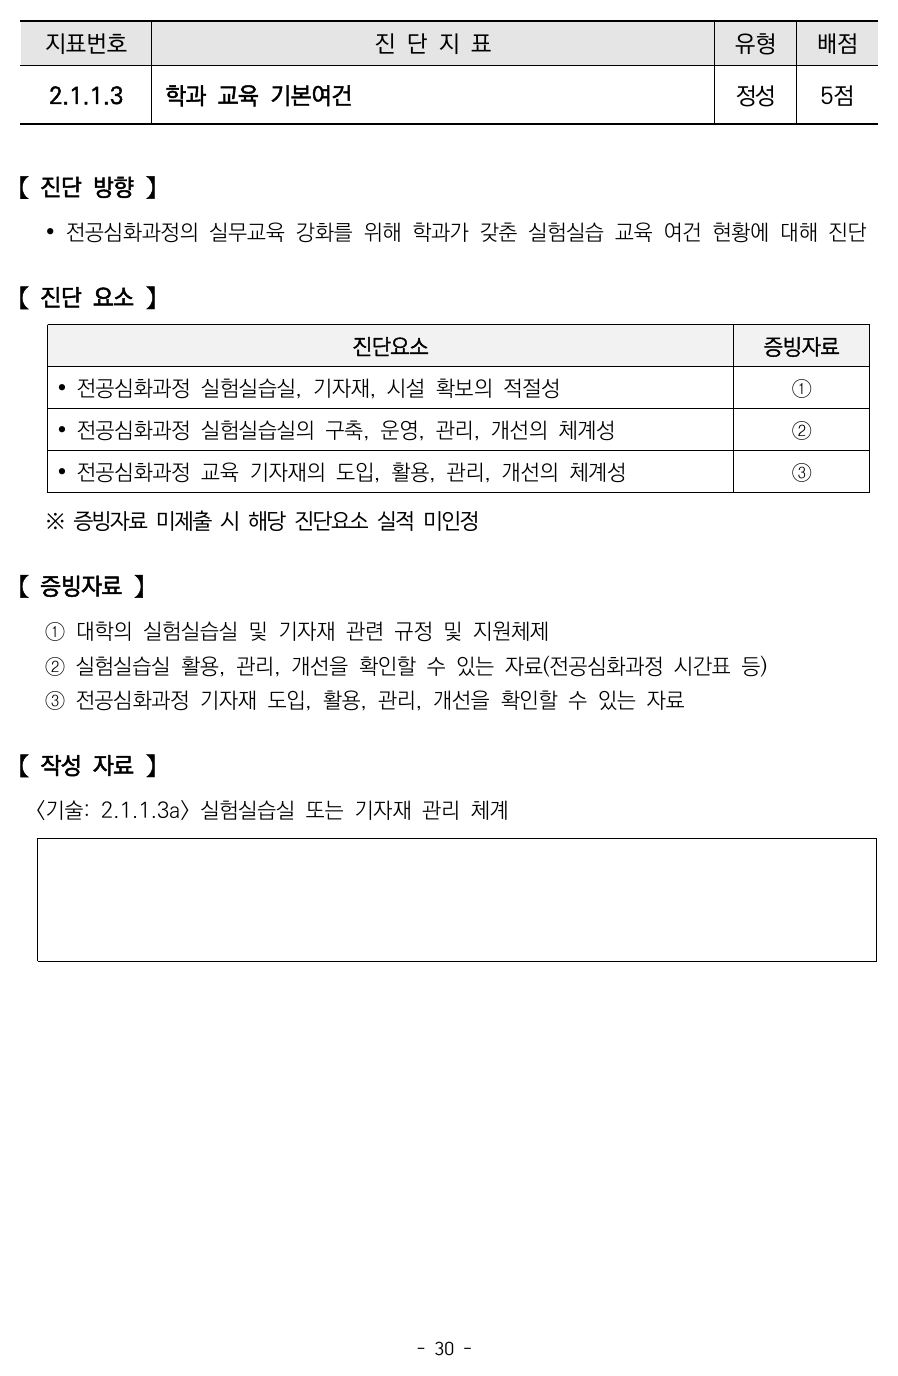 지표번호 진 단 지 표 유형 배점
2.1.1.3 학과 교육 기본여건 정성 5점
【 진단 방향 】
• 전공심화과정의 실무교육 강화를 위해 학과가 갖춘 실험실습 교육 여건 현황에 대해 진단
【 진단 요소 】
진단요소 증빙자료
• 전공심화과정 실험실습실, 기자재, 시설 확보의 적절성 ①
• 전공심화과정 실험실습실의 구축, 운영, 관리, 개선의 체계성 ②
• 전공심화과정 교육 기자재의 도입, 활용, 관리, 개선의 체계성 ③
※ 증빙자료 미제출 시 해당 진단요소 실적 미인정
【 증빙자료 】
① 대학의 실험실습실 및 기자재 관련 규정 및 지원체제
② 실험실습실 활용, 관리, 개선을 확인할 수 있는 자료(전공심화과정 시간표 등)
③ 전공심화과정 기자재 도입, 활용, 관리, 개선을 확인할 수 있는 자료
【 작성 자료 】
〈기술: 2.1.1.3a〉 실험실습실 또는 기자재 관리 체계
- 30 -